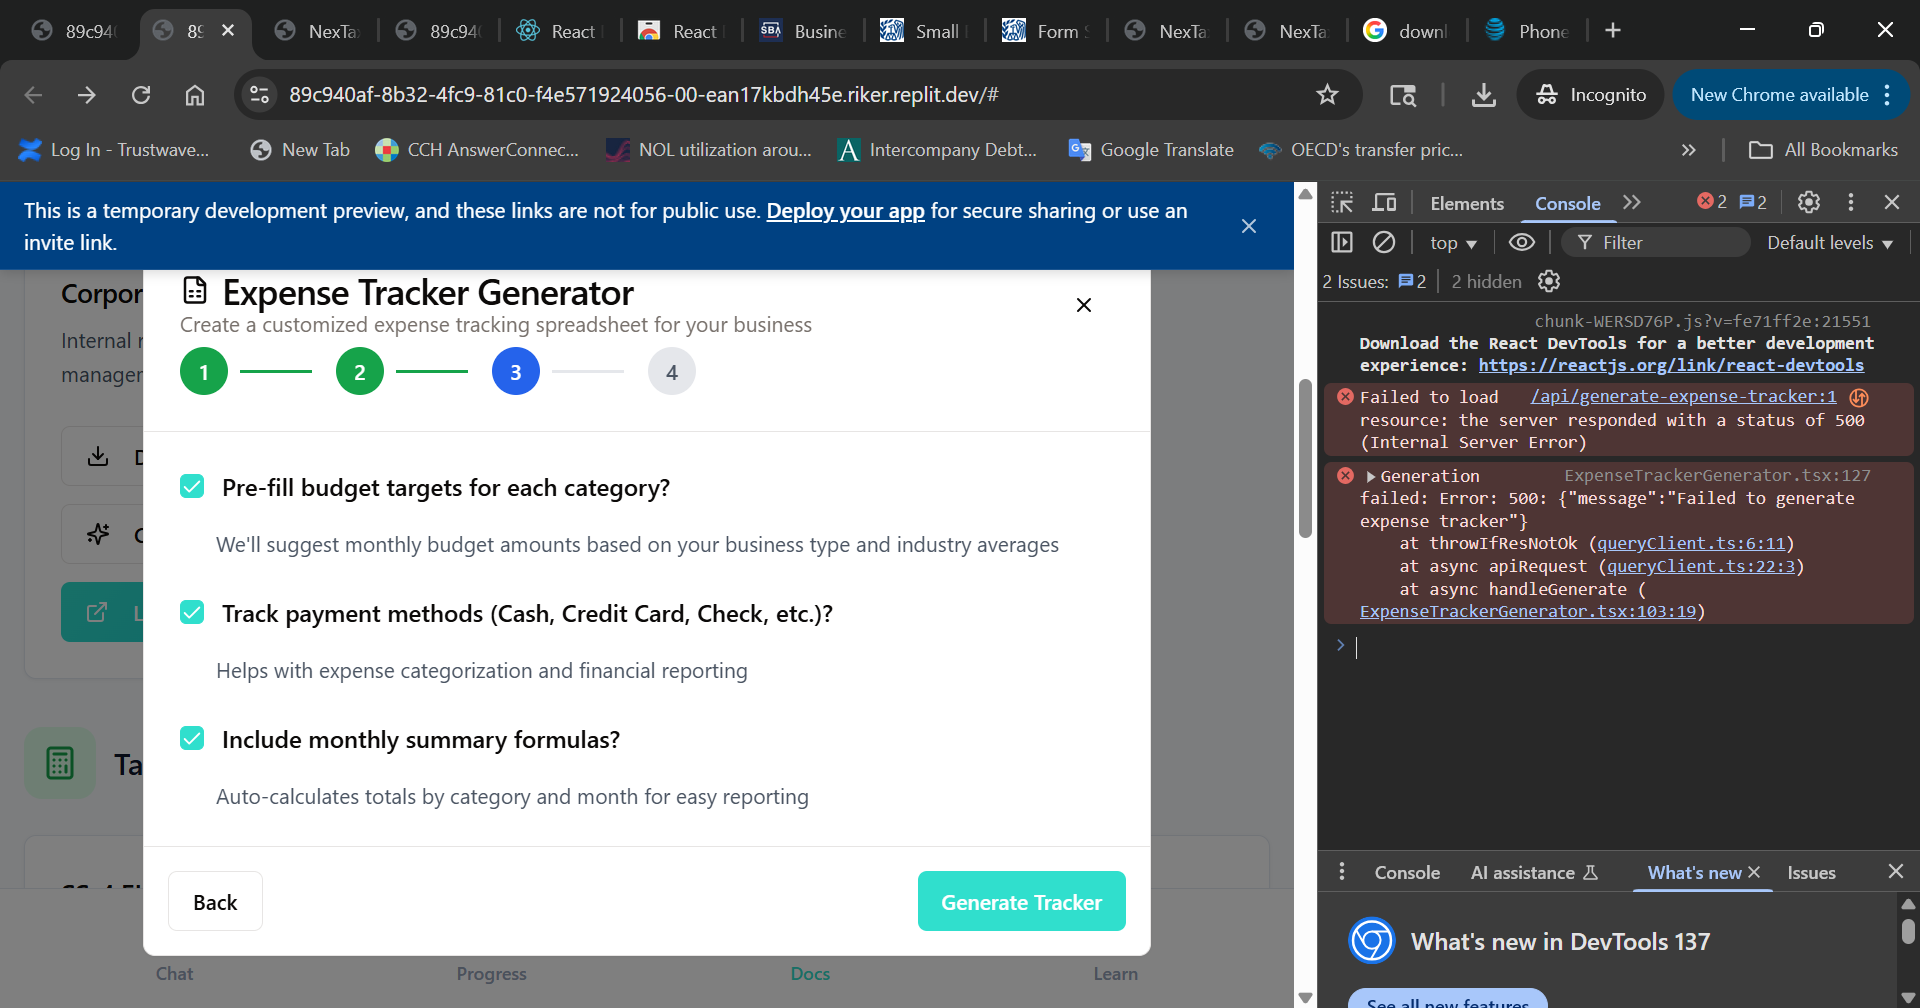 89c94
89
NexTa
89c940
React
React
Busine
Small
Form
NexTa
NexTa
downl
Phone
89c940af-8b32-4fc9-81c0-f4e571924056-00-ean17kbdh45e.riker.replit.dev/#
Incognito
New Chrome available
Log In - Trustwave...
New Tab
CCH AnswerConnec...
NOL utilization arou...
Intercompany Debt...
Google Translate
OECD's transfer pric...
All Bookmarks
This is a temporary development preview, and these links are not for public use. Deploy your app for secure sharing or use an
invite link.
Corpor
Internal r
manager
D
C
L
Ta
Expense Tracker Generator
Create a customized expense tracking spreadsheet for your business
1
2
3
4
Pre-fill budget targets for each category?
We'll suggest monthly budget amounts based on your business type and industry averages
Track payment methods (Cash, Credit Card, Check, etc.)?
Helps with expense categorization and financial reporting
Include monthly summary formulas?
Auto-calculates totals by category and month for easy reporting
Back
Generate Tracker
Chat
Progress
Docs
Learn
Elements
Console
2
2
top
Filter
Default levels
2 Issues: 2
2 hidden
chunk-WERSD76P.js?v=fe71ff2e:21551
Download the React DevTools for a better development
experience: https://reactjs.org/link/react-devtools
Failed to load /api/generate-expense-tracker:1
resource: the server responded with a status of 500
(Internal Server Error)
Generation ExpenseTrackerGenerator.tsx:127
failed: Error: 500: {"message":"Failed to generate
expense tracker"}
at throwIfResNotOk (queryClient.ts:6:11)
at async apiRequest (queryClient.ts:22:3)
at async handleGenerate (
ExpenseTrackerGenerator.tsx:103:19)
Console
AI assistance
What's new
Issues
What's new in DevTools 137
See all new features